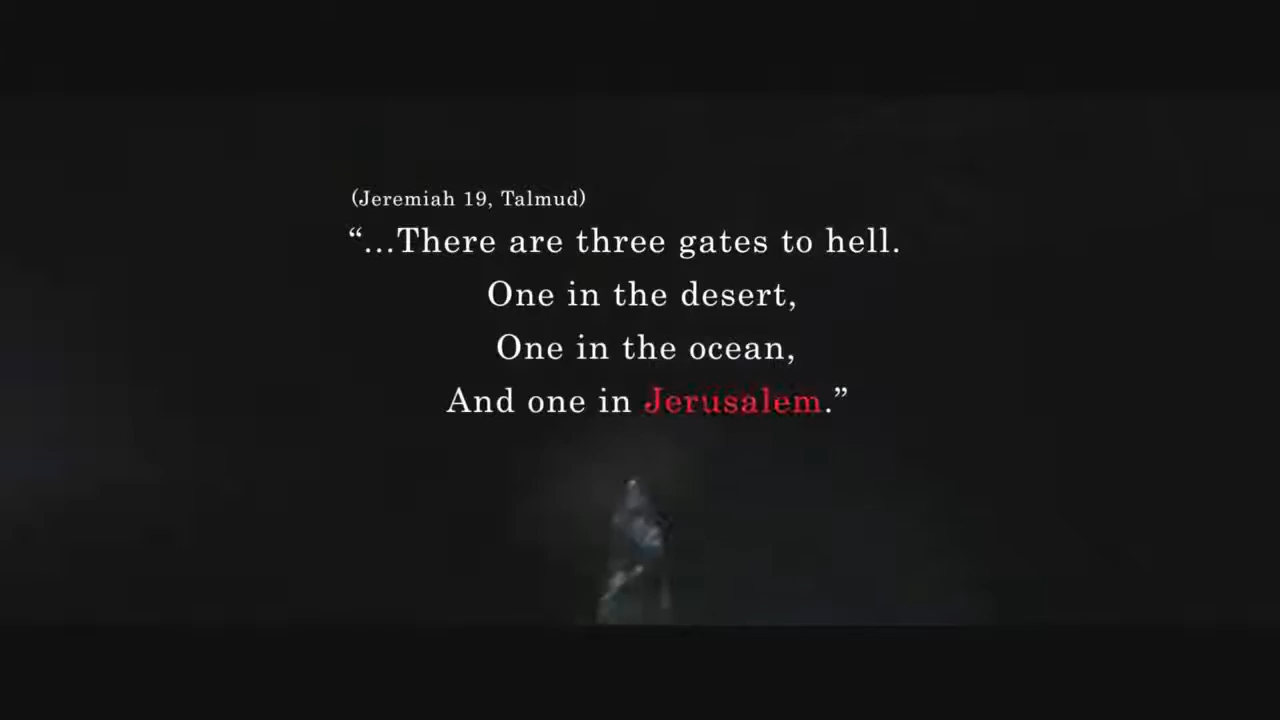 (Jeremiah 19, Talmud)
“...There are three gates to hell.
One in the desert,
One in the ocean,
And one in Jerusalem.”